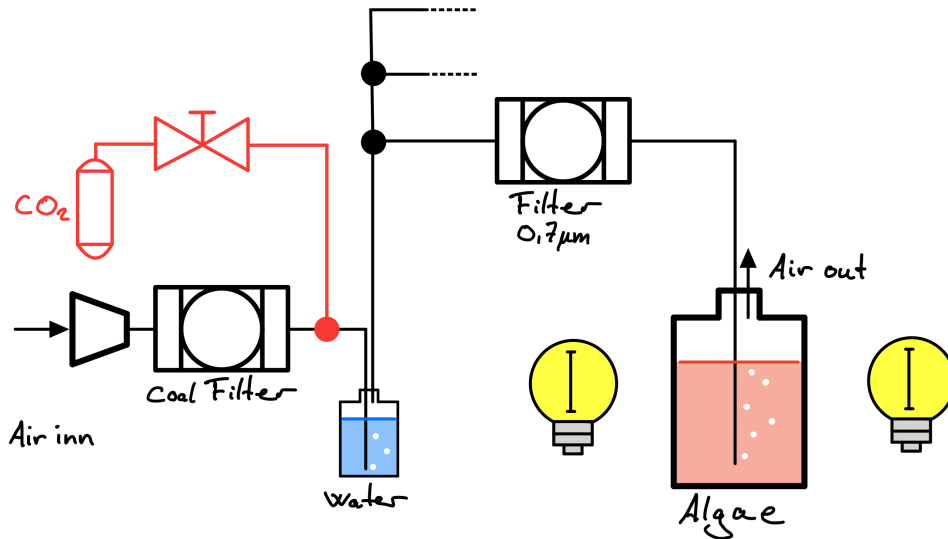 CO₂
Filter
0,7µm
Air out
Coal Filter
Air inn
Water
Algae